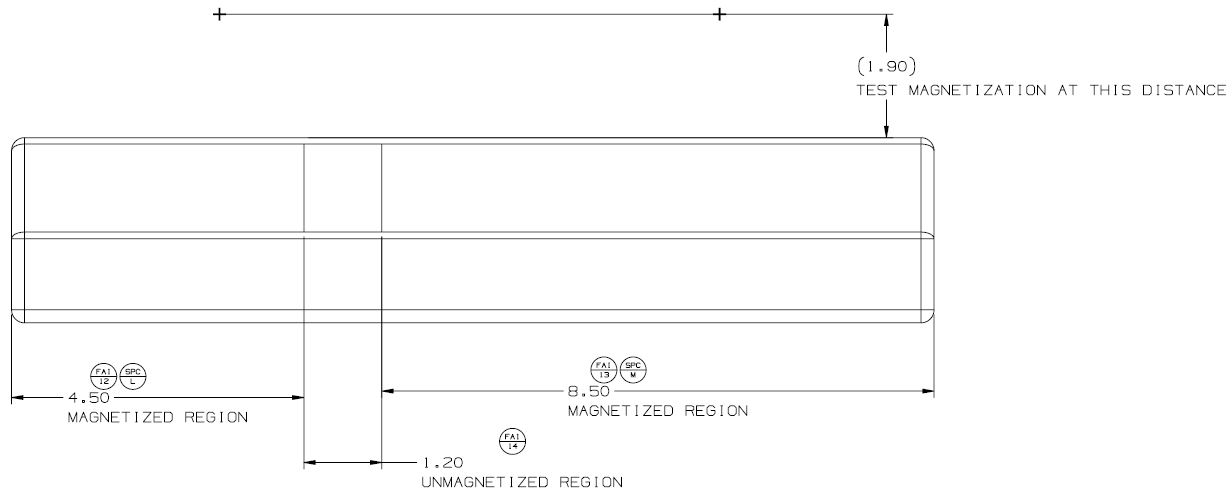 (1.90)
TEST MAGNETIZATION AT THIS DISTANCE
FAI
12
SPC
L
4.50
MAGNETIZED REGION
FAI
13
SPC
M
8.50
MAGNETIZED REGION
FAI
14
1.20
UNMAGNETIZED REGION